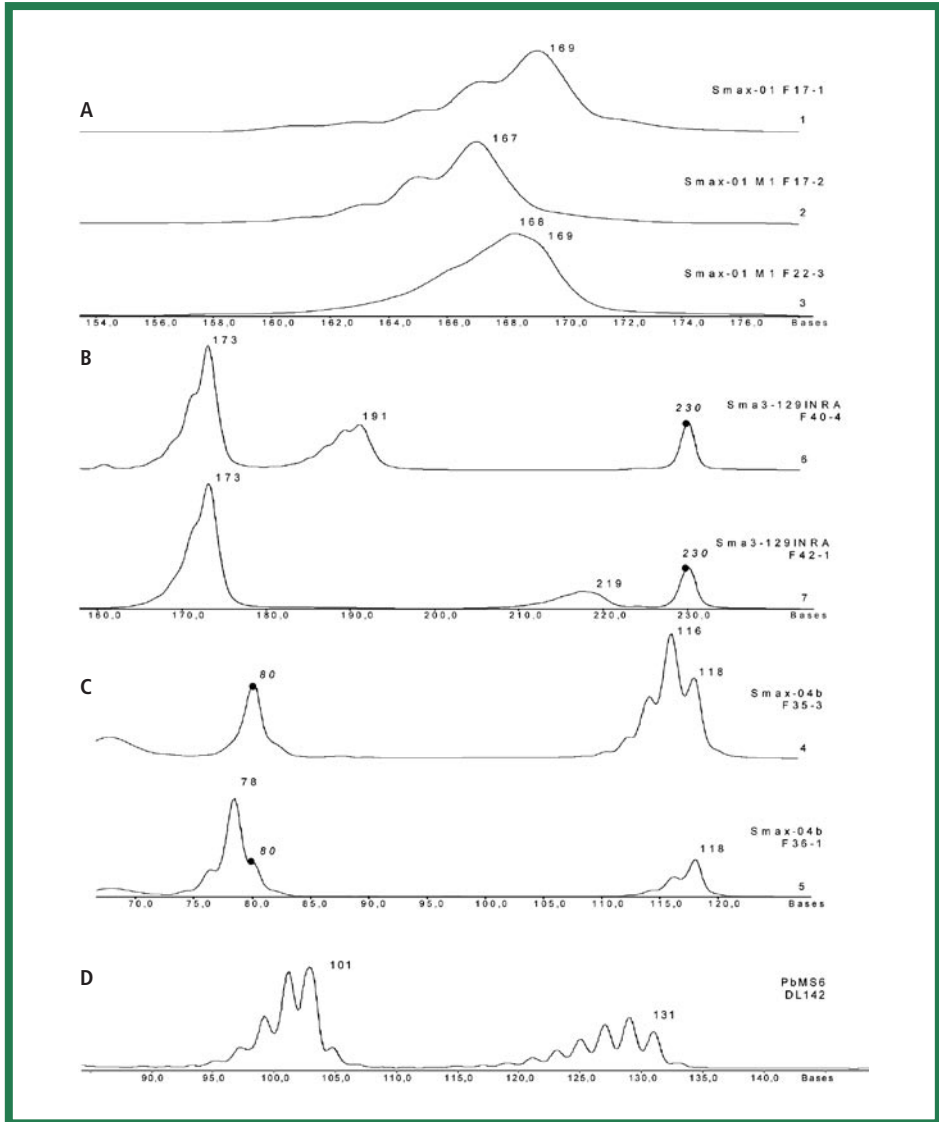 A
169
Smax-01 F17-1
1
167
Smax-01 M1 F17-2
2
168
169
Smax-01 M1 F22-3
3
154,0 156,0 158,0 160,0 162,0 164,0 166,0 168,0 170,0 172,0 174,0 176,0 Bases
B
173
191
230
Sma3-129INRA
F40-4
6
173
219
230
Sma3-129INRA
F42-1
7
160,0 170,0 180,0 190,0 200,0 210,0 220,0 230,0 Bases
C
80
116
118
Smax-04b
F35-3
4
78
80
118
Smax-04b
F36-1
5
70,0 75,0 80,0 85,0 90,0 95,0 100,0 105,0 110,0 115,0 120,0 Bases
D
101
131
PbMS6
DL142
90,0 95,0 100,0 105,0 110,0 115,0 120,0 125,0 130,0 135,0 140,0 Bases